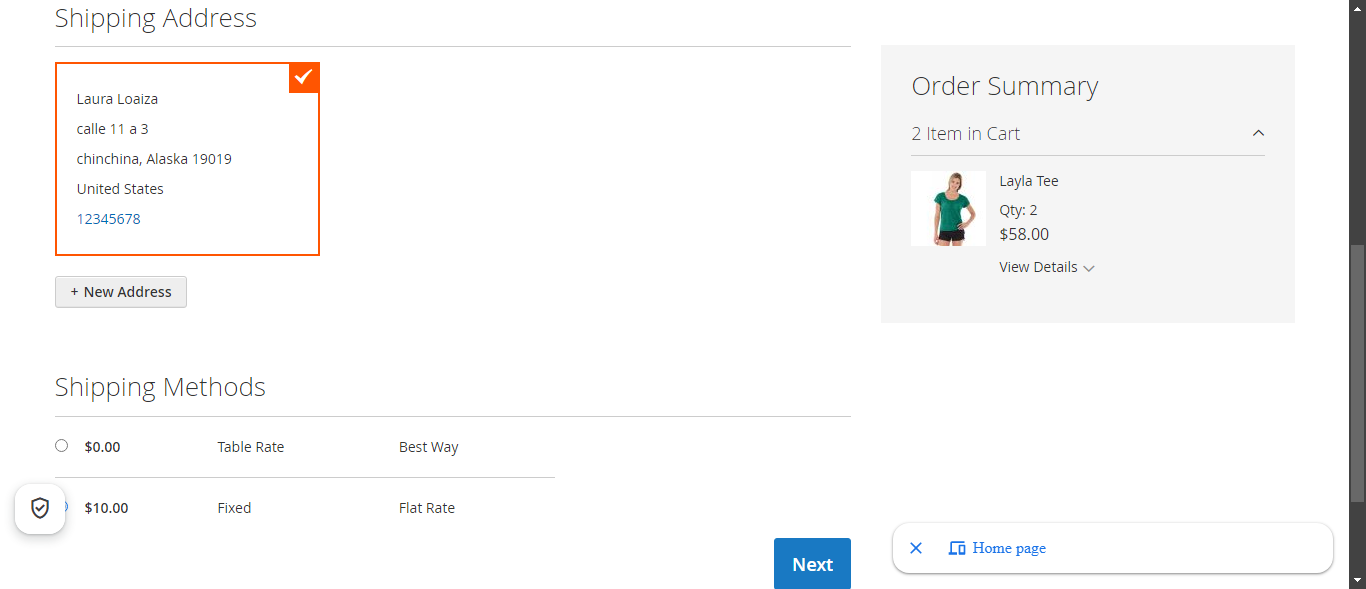 Shipping Address
Laura Loaiza
calle 11 a 3
chinchina, Alaska 19019
United States
12345678
+ New Address
Order Summary
2 Item in Cart
Layla Tee
Qty: 2
$58.00
View Details
Shipping Methods
$0.00 Table Rate Best Way
$10.00 Fixed Flat Rate
Next
Home page